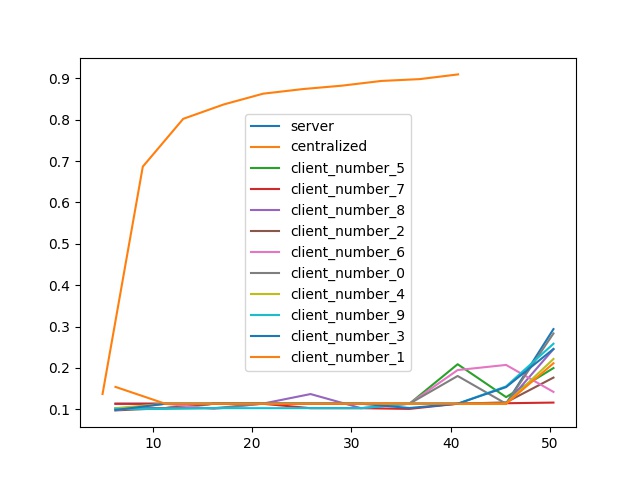 0.9
0.8
0.7
0.6
0.5
0.4
0.3
0.2
0.1
server
centralized
client_number_5
client_number_7
client_number_8
client_number_2
client_number_6
client_number_0
client_number_4
client_number_9
client_number_3
client_number_1
10 20 30 40 50